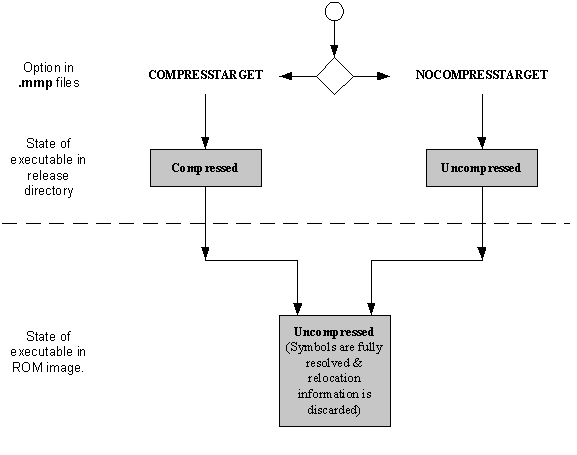 Option in
.mmp files
COMPRESSTARGET
NOCOMPRESSTARGET
State of
executable in
release
directory
Compressed
Uncompressed
State of
executable in
ROM image.
Uncompressed
(Symbols are fully
resolved &
relocation
information is
discarded)